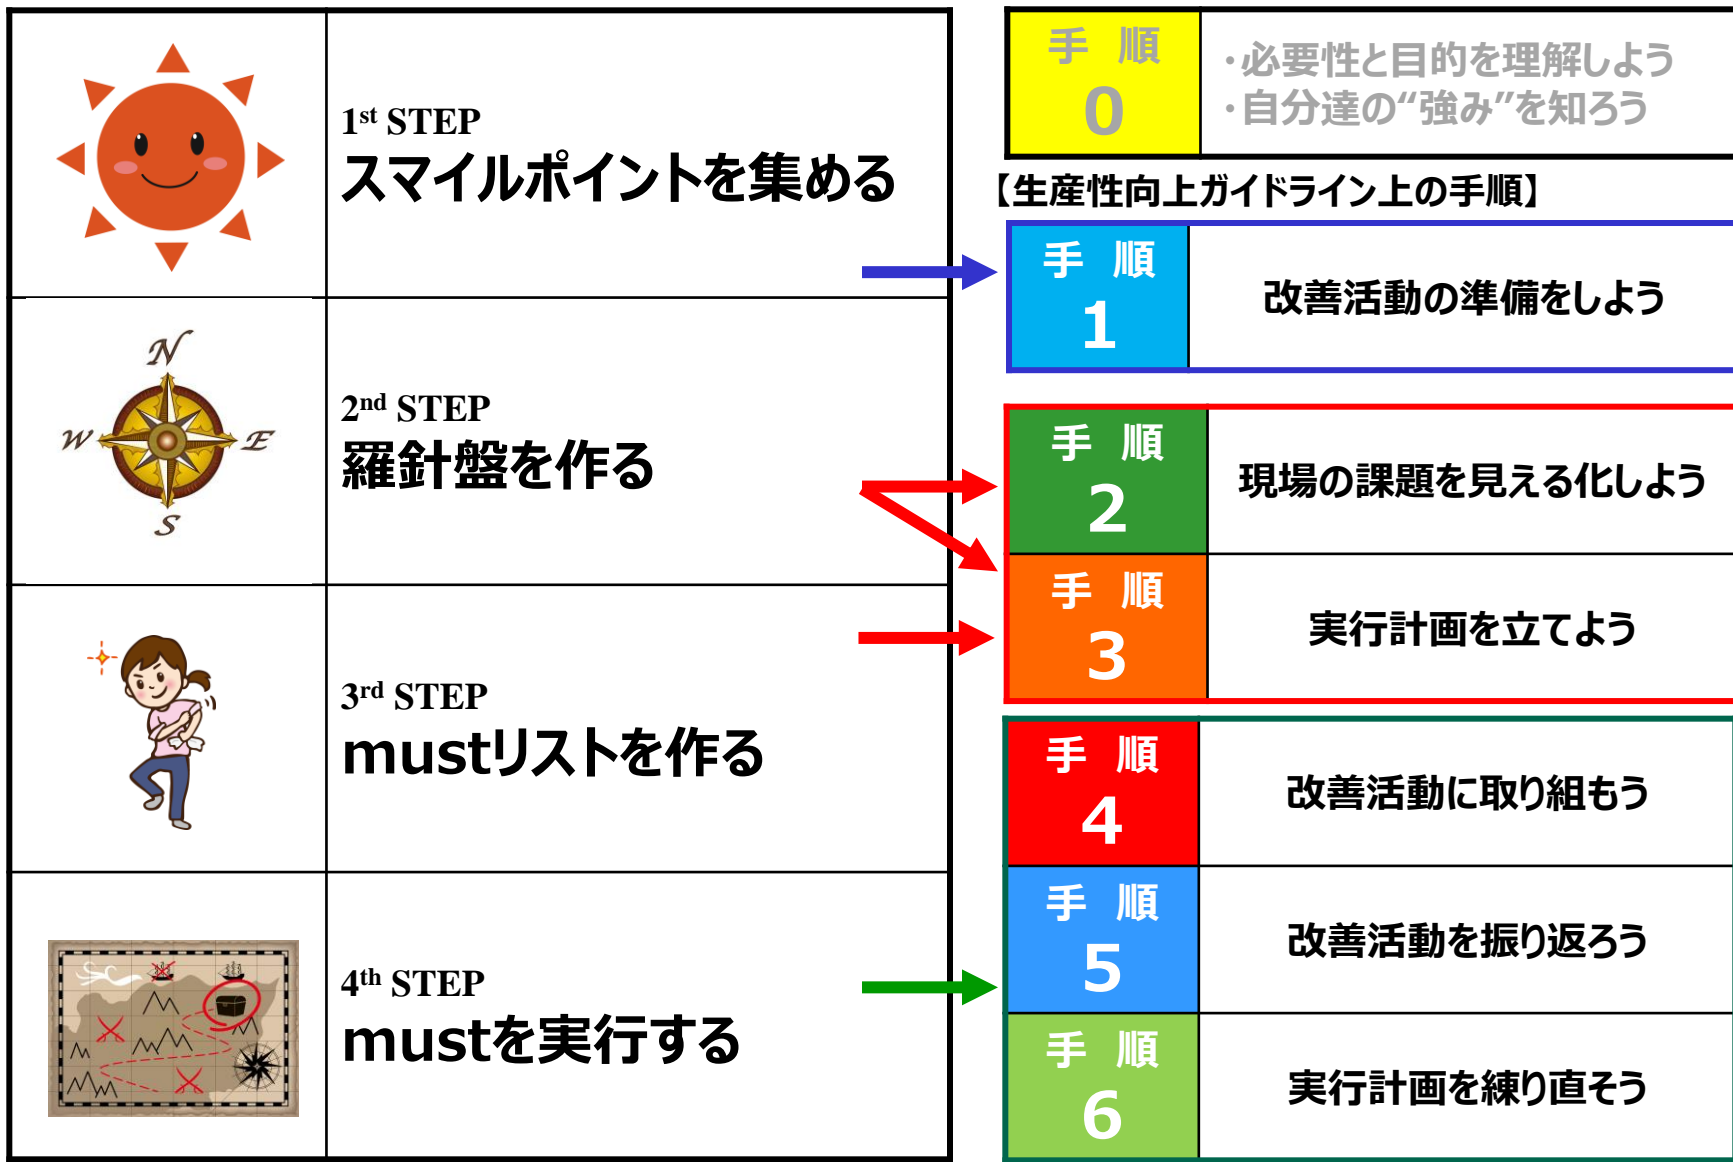 1st STEP
スマイルポイントを集める
N
W
E
S
2nd STEP
羅針盤を作る
3rd STEP
mustリストを作る
4th STEP
mustを実行する
手 順
0
・必要性と目的を理解しよう
・自分達の“強み”を知ろう
【生産性向上ガイドライン上の手順】
手 順
1
改善活動の準備をしよう
手 順
2
現場の課題を見える化しよう
手 順
3
実行計画を立てよう
手 順
4
改善活動に取り組もう
手 順
5
改善活動を振り返ろう
手 順
6
実行計画を練り直そう